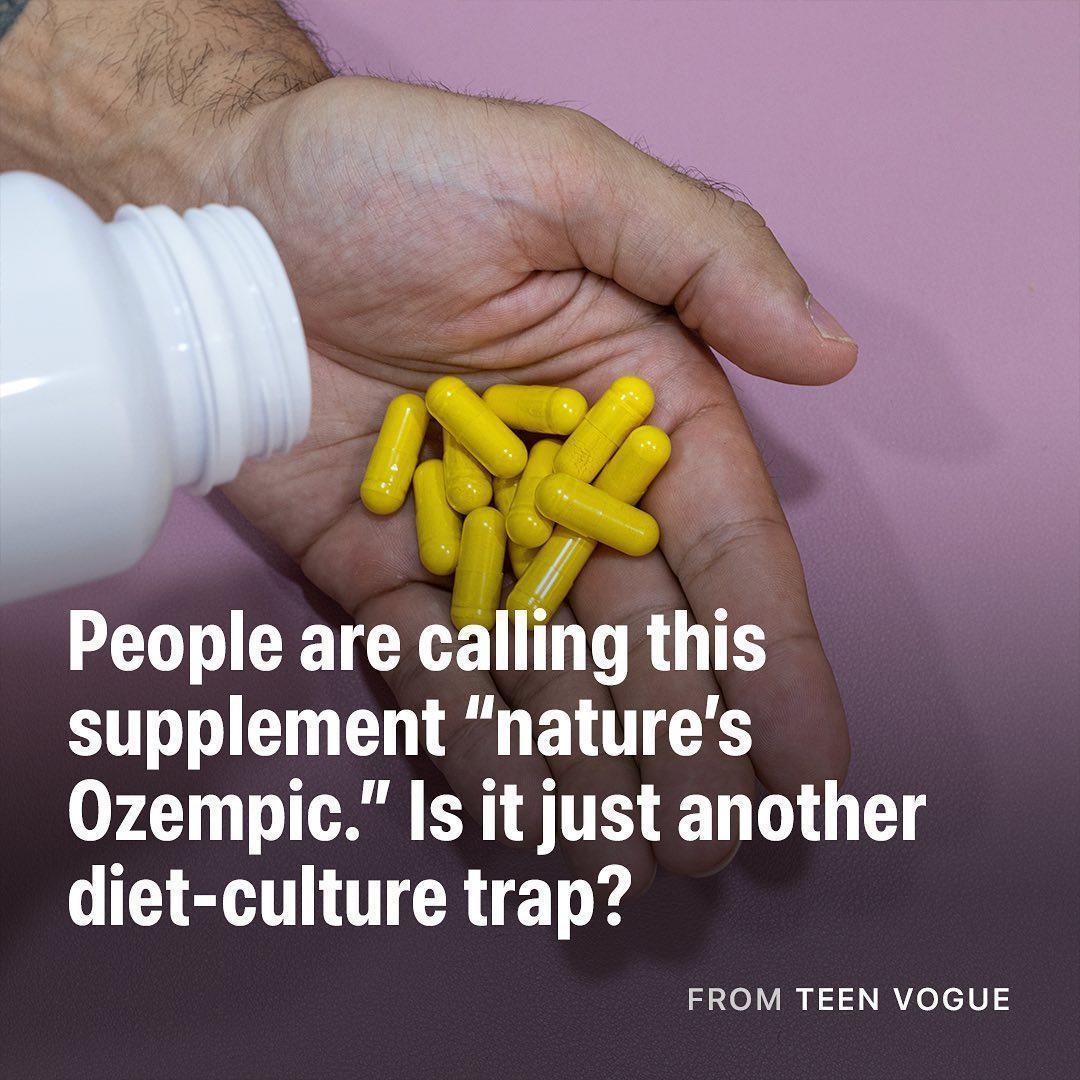 People are calling this
supplement “nature’s
Ozempic.” Is it just another
diet-culture trap?
FROM TEEN VOGUE